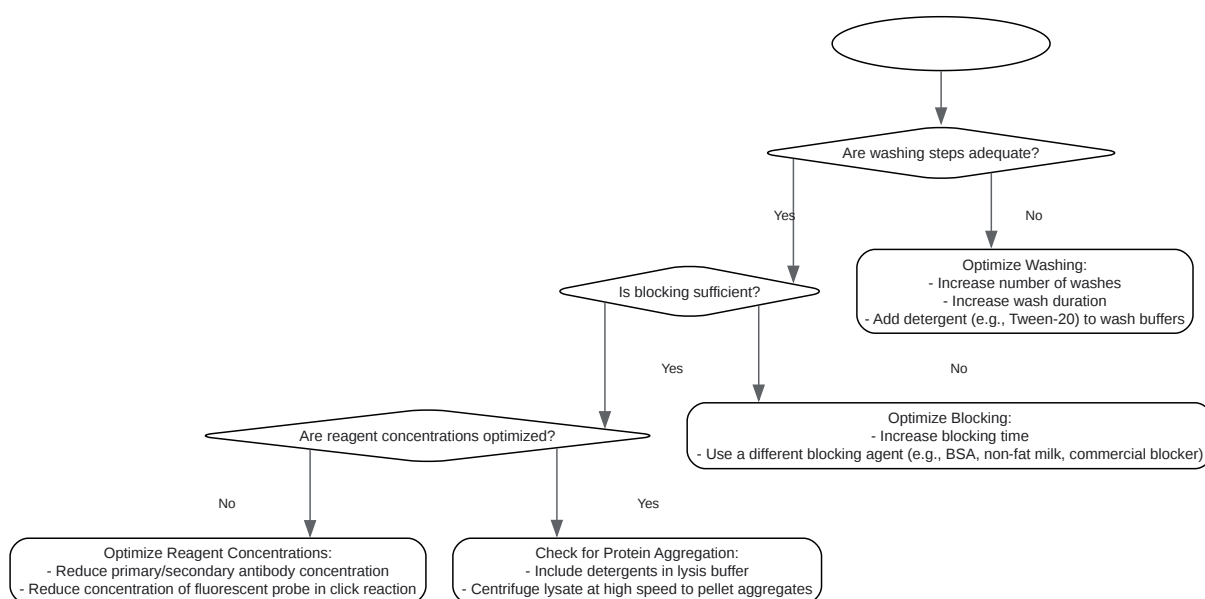 Are washing steps adequate?
Yes
No
Optimize Washing:
- Increase number of washes
- Increase wash duration
- Add detergent (e.g., Tween-20) to wash buffers
Is blocking sufficient?
Yes
No
Optimize Blocking:
- Increase blocking time
- Use a different blocking agent (e.g., BSA, non-fat milk, commercial blocker)
Are reagent concentrations optimized?
No
Yes
Optimize Reagent Concentrations:
- Reduce primary/secondary antibody concentration
- Reduce concentration of fluorescent probe in click reaction
Check for Protein Aggregation:
- Include detergents in lysis buffer
- Centrifuge lysate at high speed to pellet aggregates